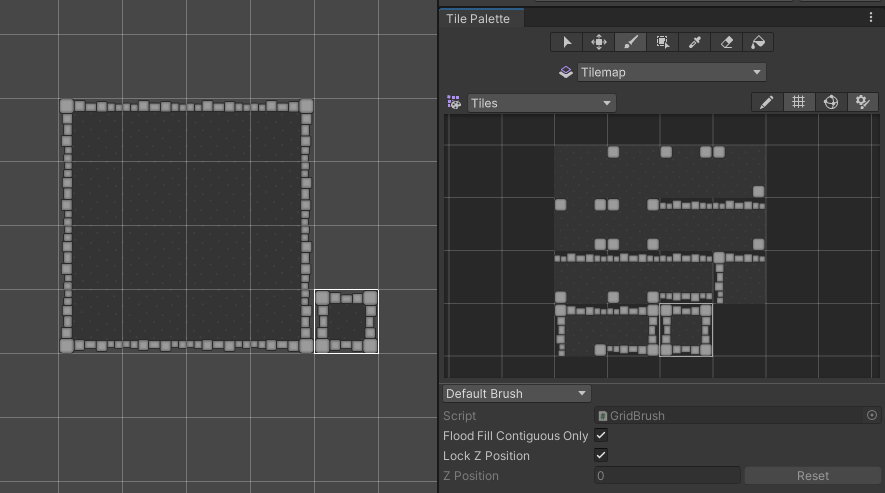 Tile Palette
Tilemap
Tiles
Default Brush
Script
GridBrush
Flood Fill Contiguous Only
Lock Z Position
Z Position
0
Reset